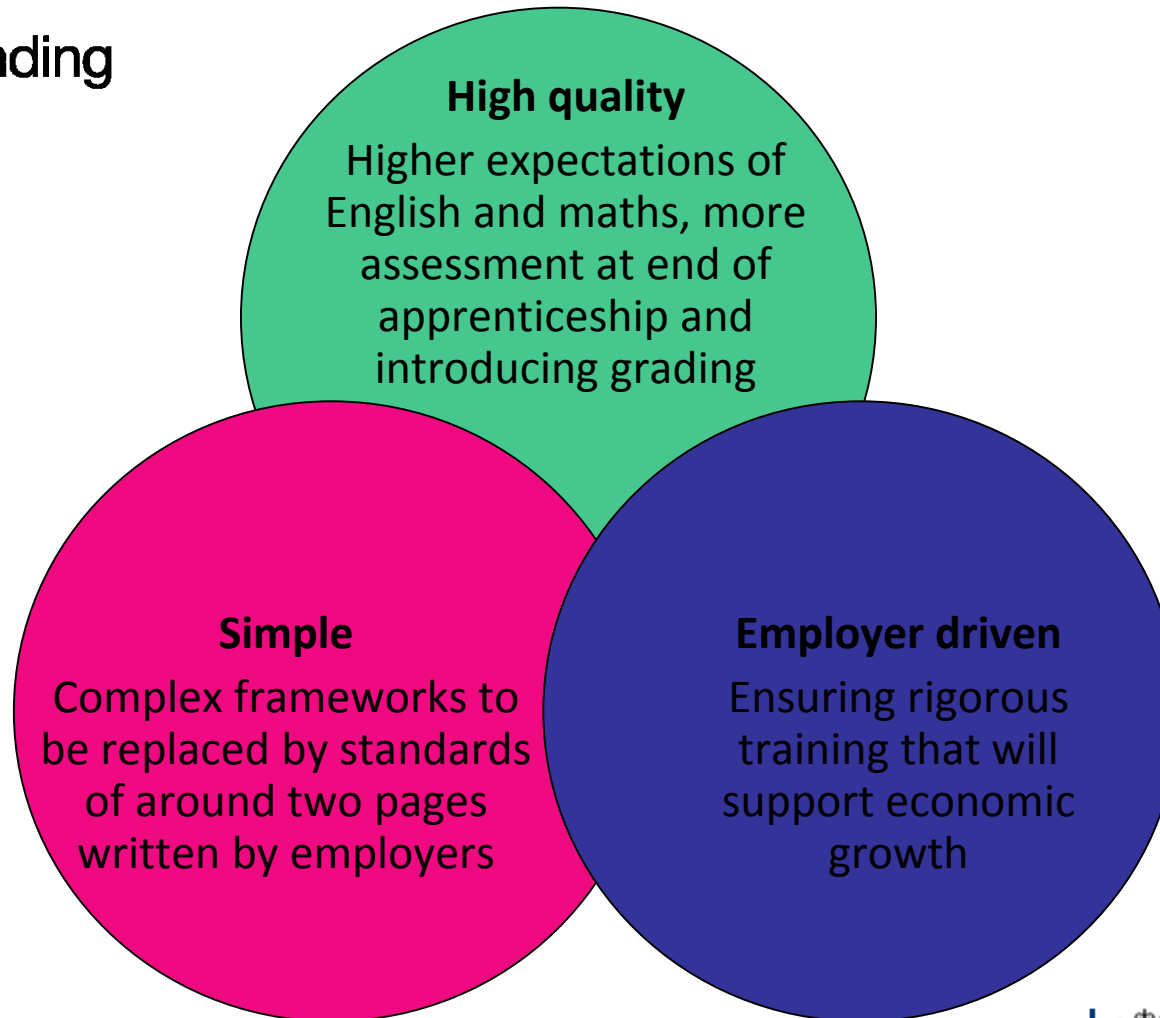 nding
High quality
Higher expectations of
English and maths, more
assessment at end of
apprenticeship and
introducing grading
Simple
Complex frameworks to
be replaced by standards
of around two pages
written by employers
Employer driven
Ensuring rigorous
training that will
support economic
growth